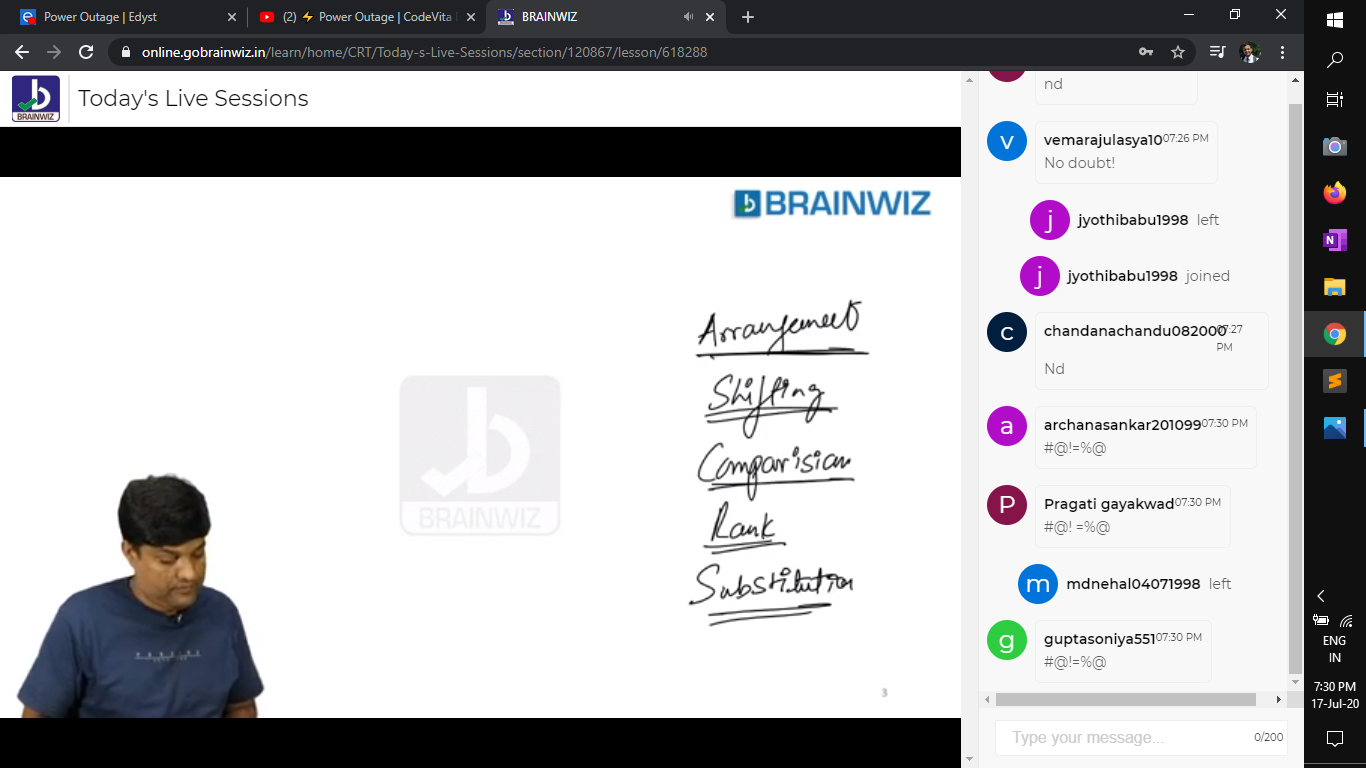 Power Outage | Edyst
(2) ⚡ Power Outage | CodeVita
BRAINWIZ
online.gobrainwiz.in/learn/home/CRT/Today-s-Live-Sessions/section/120867/lesson/618288
BRAINWIZ
Today's Live Sessions
BRAINWIZ
Arrangement
Shifting
Comparision
Rank
Substitution
BRAINWIZ
3
nd
v
vemarajulasya10 07:26 PM
No doubt!
j
jyothibabu1998 left
j
jyothibabu1998 joined
c
chandanachandu082000 07:27
PM
Nd
a
archanasankar201099 07:30 PM
#@!=%@
P
Pragati gayakwad 07:30 PM
#@! =%@
m
mdnehal04071998 left
g
guptasoniya551 07:30 PM
#@!=%@
Type your message...
0/200
N
S
ENG
IN
7:30 PM
17-Jul-20